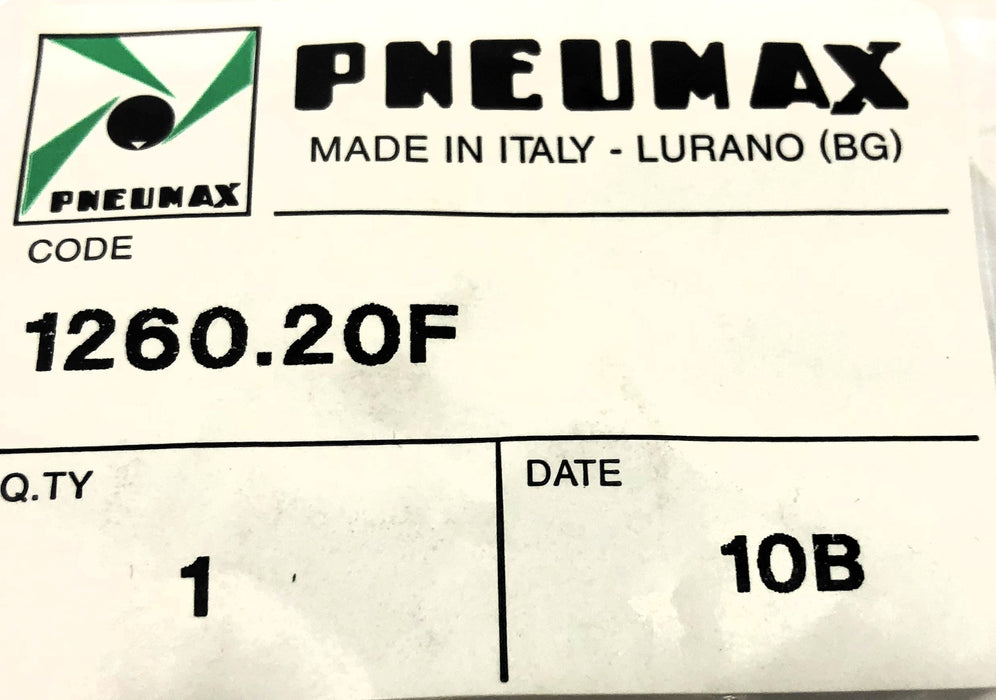 PNEUMAX
PNEUMAX
MADE IN ITALY - LURANO (BG)
CODE
1260.20F
Q.TY
1
DATE
10B